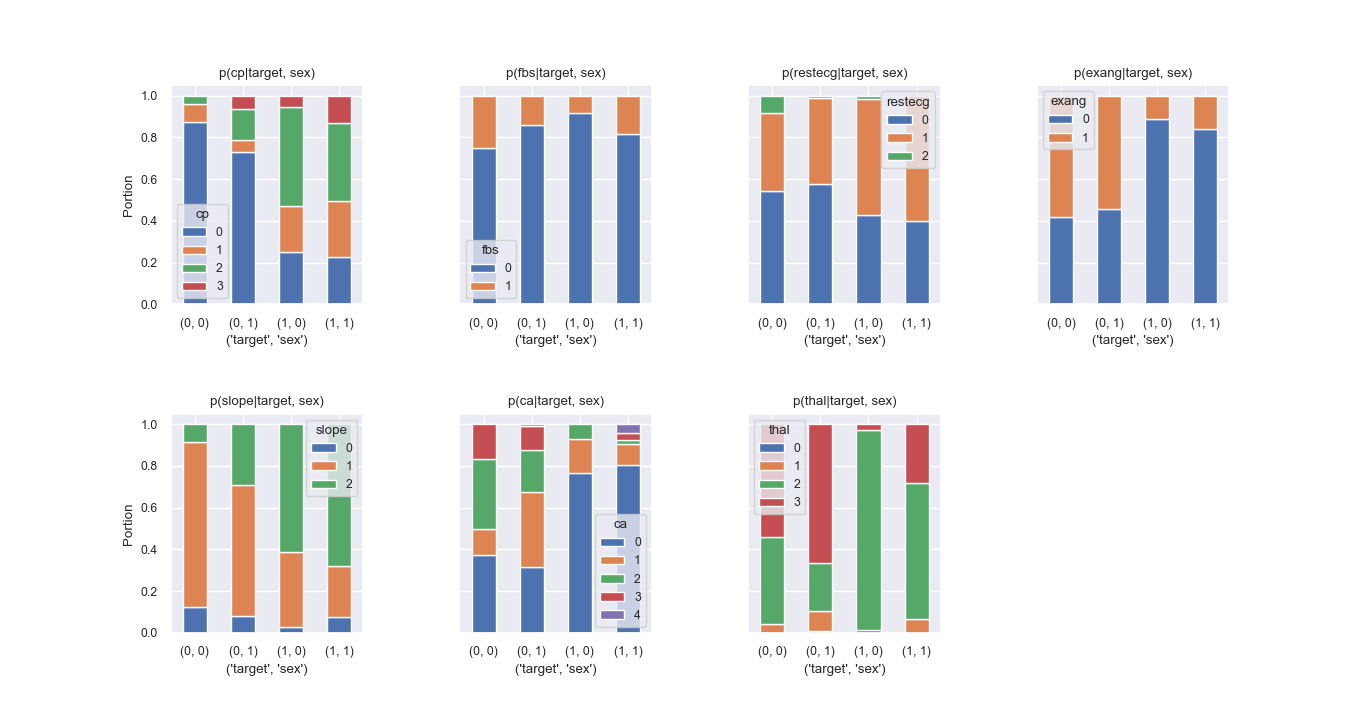 p(cp|target, sex)
1.0
0.8
0.6
0.4
0.2
0.0
Portion
cp
0
1
2
3
(0, 0) (0, 1) (1, 0) (1, 1)
('target', 'sex')
p(fbs|target, sex)
fbs
0
1
(0, 0) (0, 1) (1, 0) (1, 1)
('target', 'sex')
p(restecg|target, sex)
restecg
0
1
2
(0, 0) (0, 1) (1, 0) (1, 1)
('target', 'sex')
p(exang|target, sex)
exang
0
1
(0, 0) (0, 1) (1, 0) (1, 1)
('target', 'sex')
p(slope|target, sex)
1.0
0.8
0.6
0.4
0.2
0.0
Portion
slope
0
1
2
(0, 0) (0, 1) (1, 0) (1, 1)
('target', 'sex')
p(ca|target, sex)
ca
0
1
2
3
4
(0, 0) (0, 1) (1, 0) (1, 1)
('target', 'sex')
p(thal|target, sex)
thal
0
1
2
3
(0, 0) (0, 1) (1, 0) (1, 1)
('target', 'sex')